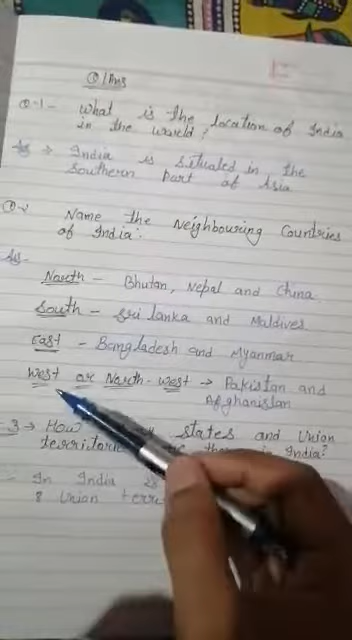 Q/Ans
Q-1- What is the location of India
in the world?
Ans → India is situated in the
Southern part of Asia
Q-2 Name the Neighbouring Countries
of India.
Ans-
North - Bhutan, Nepal and China
South - Sri lanka and Maldives
East - Bangladesh and Myanmar
West or North-west → Pakistan and
Afghanistan
3 → How states and Union
in India?
In India
8 Union